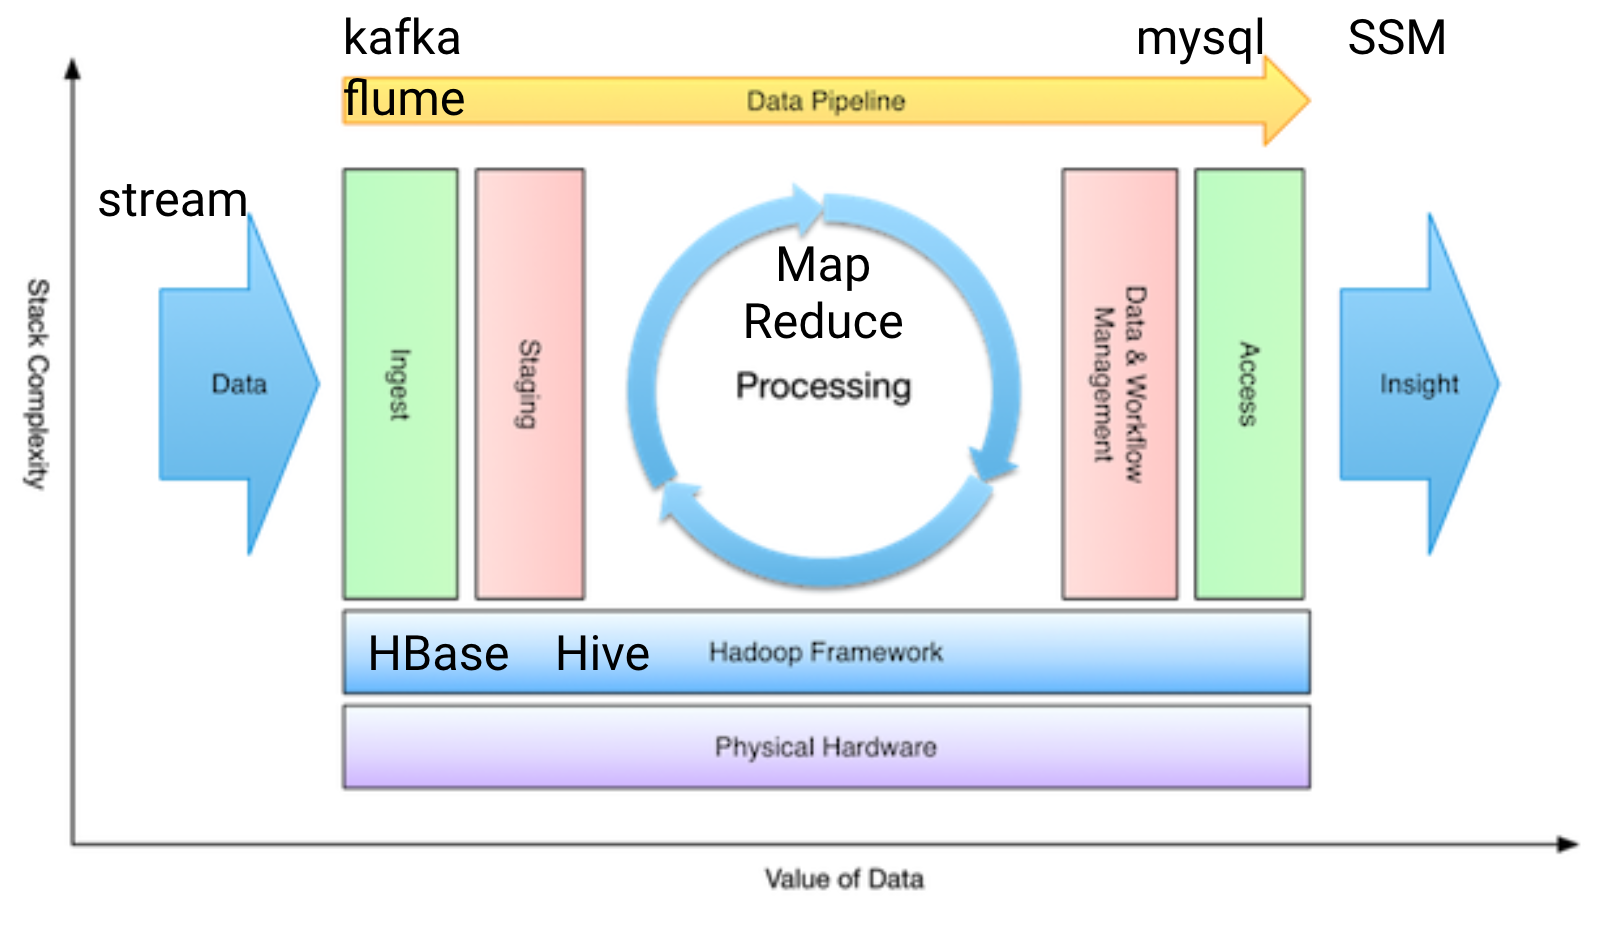 kafka
mysql
SSM
flume
Data Pipeline
stream
Stack Complexity
Data
Ingest
Staging
Map
Reduce
Processing
Data & Workflow
Management
Access
Insight
HBase
Hive
Hadoop Framework
Physical Hardware
Value of Data